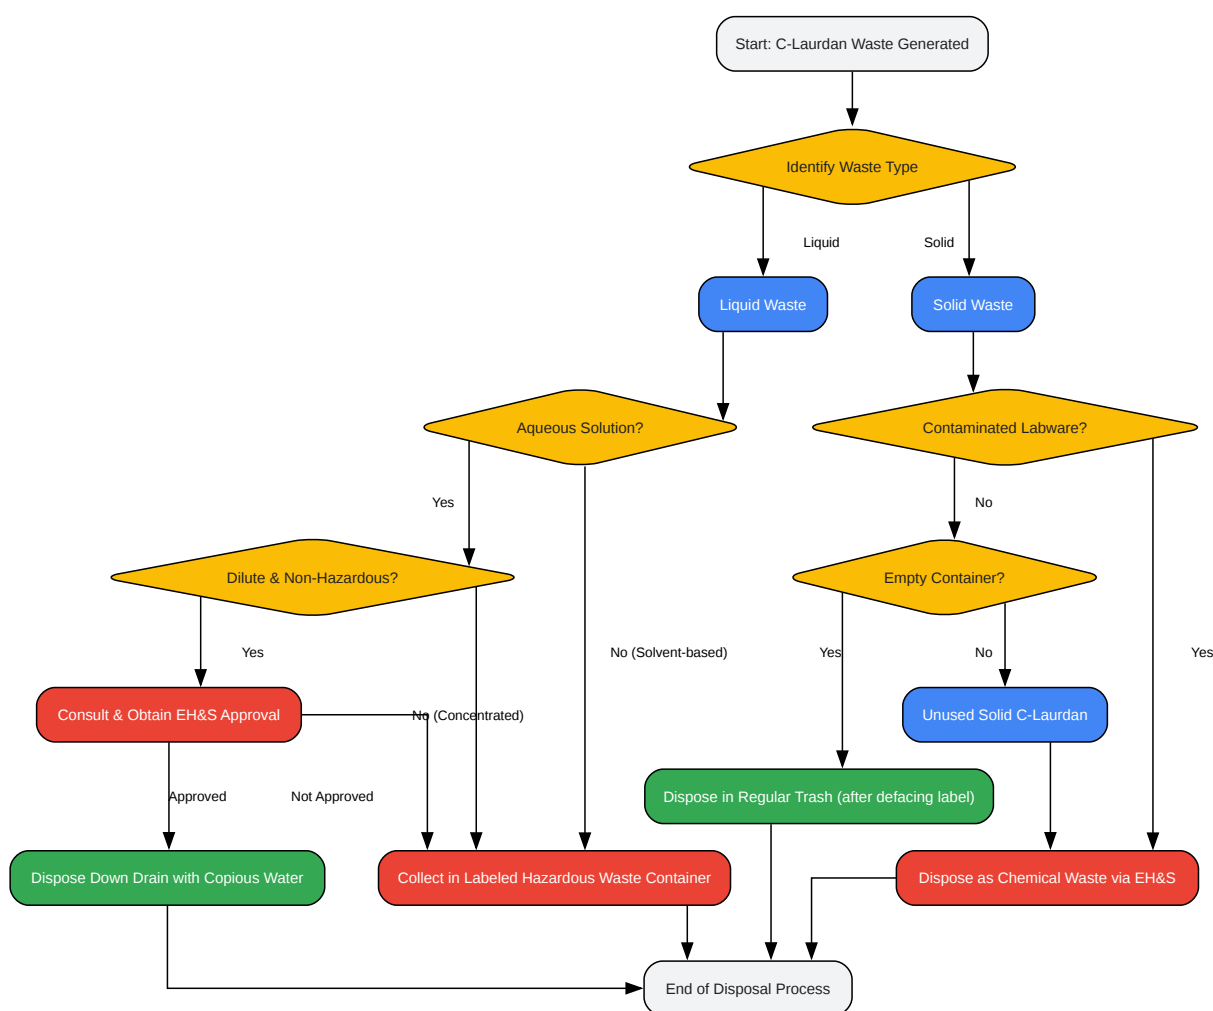 Start: C-Laurdan Waste Generated
Identify Waste Type
Liquid
Solid
Liquid Waste
Solid Waste
Aqueous Solution?
Contaminated Labware?
Yes
No
Dilute & Non-Hazardous?
Empty Container?
Yes
No (Solvent-based)
Yes
No
Yes
Consult & Obtain EH&S Approval
No (Concentrated)
Unused Solid C-Laurdan
Approved
Not Approved
Dispose in Regular Trash (after defacing label)
Dispose Down Drain with Copious Water
Collect in Labeled Hazardous Waste Container
Dispose as Chemical Waste via EH&S
End of Disposal Process